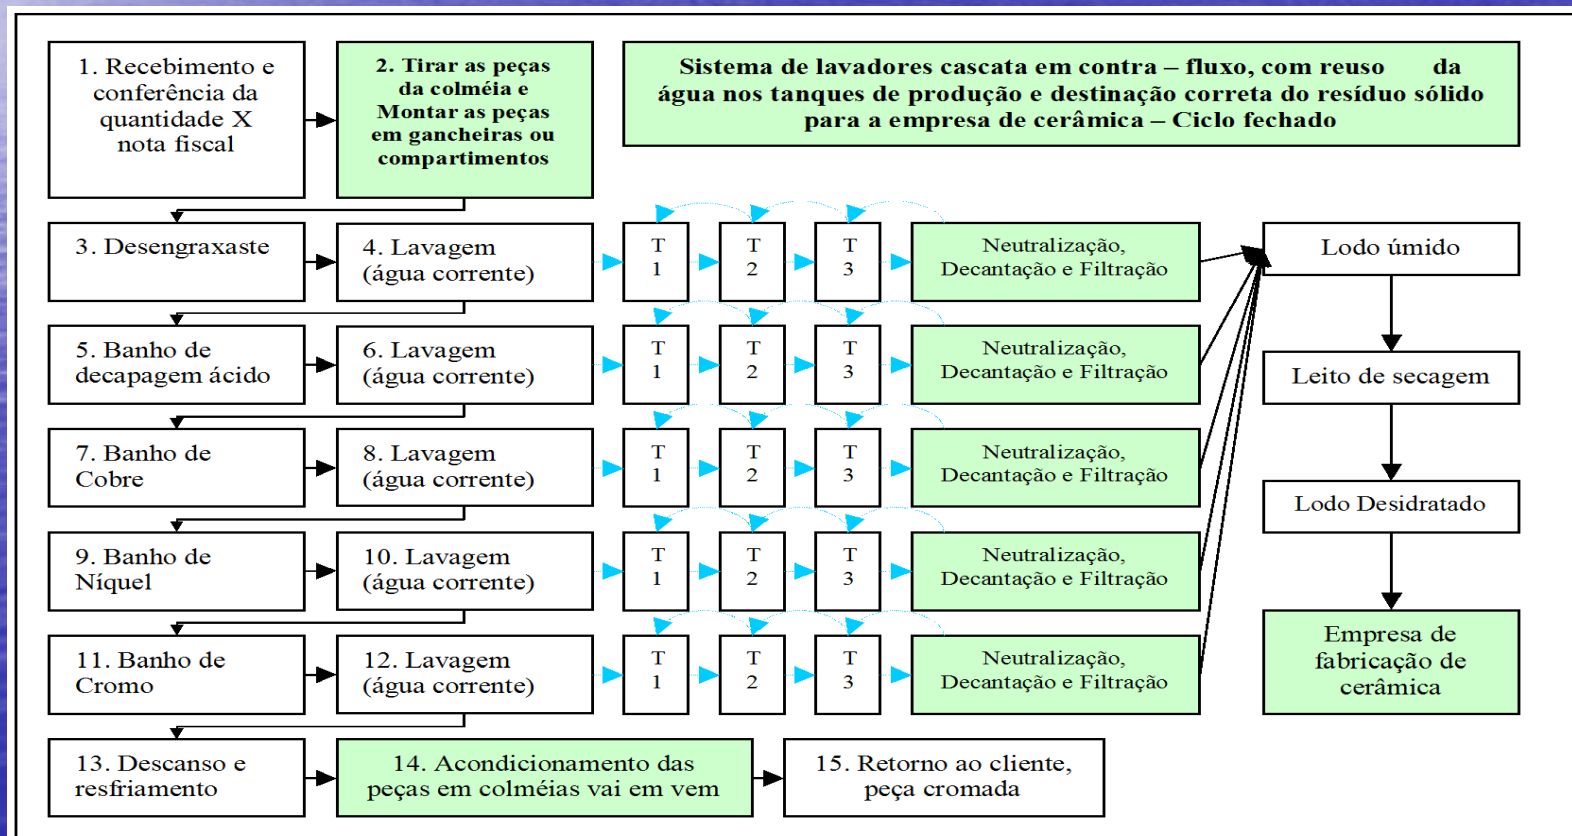 1. Recebimento e
conferência da
quantidade X
nota fiscal
2. Tirar as peças
da colméia e
Montar as peças
em gancheiras ou
compartimentos
Sistema de lavadores cascata em contra – fluxo, com reuso da
água nos tanques de produção e destinação correta do resíduo sólido
para a empresa de cerâmica – Ciclo fechado
3. Desengraxaste
4. Lavagem
(água corrente)
T
1
T
2
T
3
Neutralização,
Decantação e Filtração
Lodo úmido
5. Banho de
decapagem ácido
6. Lavagem
(água corrente)
T
1
T
2
T
3
Neutralização,
Decantação e Filtração
Leito de secagem
7. Banho de
Cobre
8. Lavagem
(água corrente)
T
1
T
2
T
3
Neutralização,
Decantação e Filtração
Lodo Desidratado
9. Banho de
Níquel
10. Lavagem
(água corrente)
T
1
T
2
T
3
Neutralização,
Decantação e Filtração
11. Banho de
Cromo
12. Lavagem
(água corrente)
T
1
T
2
T
3
Neutralização,
Decantação e Filtração
Empresa de
fabricação de
cerâmica
13. Descanso e
resfriamento
14. Acondicionamento das
peças em colméias vai em vem
15. Retorno ao cliente,
peça cromada